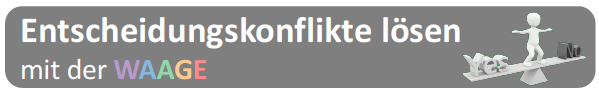 Entscheidungskonflikte lösen
mit der WAAGE
Yes No